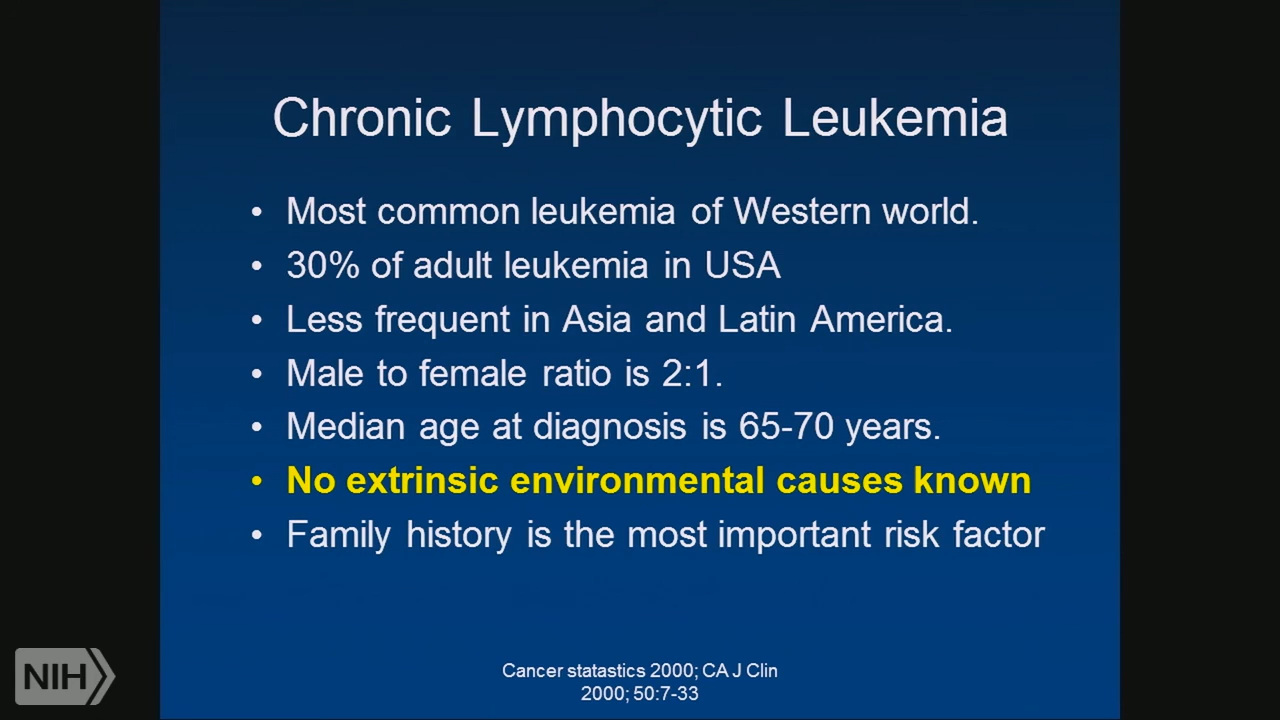 Chronic Lymphocytic Leukemia
• Most common leukemia of Western world.
• 30% of adult leukemia in USA
• Less frequent in Asia and Latin America.
• Male to female ratio is 2:1.
• Median age at diagnosis is 65-70 years.
• No extrinsic environmental causes known
• Family history is the most important risk factor
Cancer statastics 2000; CA J Clin
2000; 50:7-33
NIH